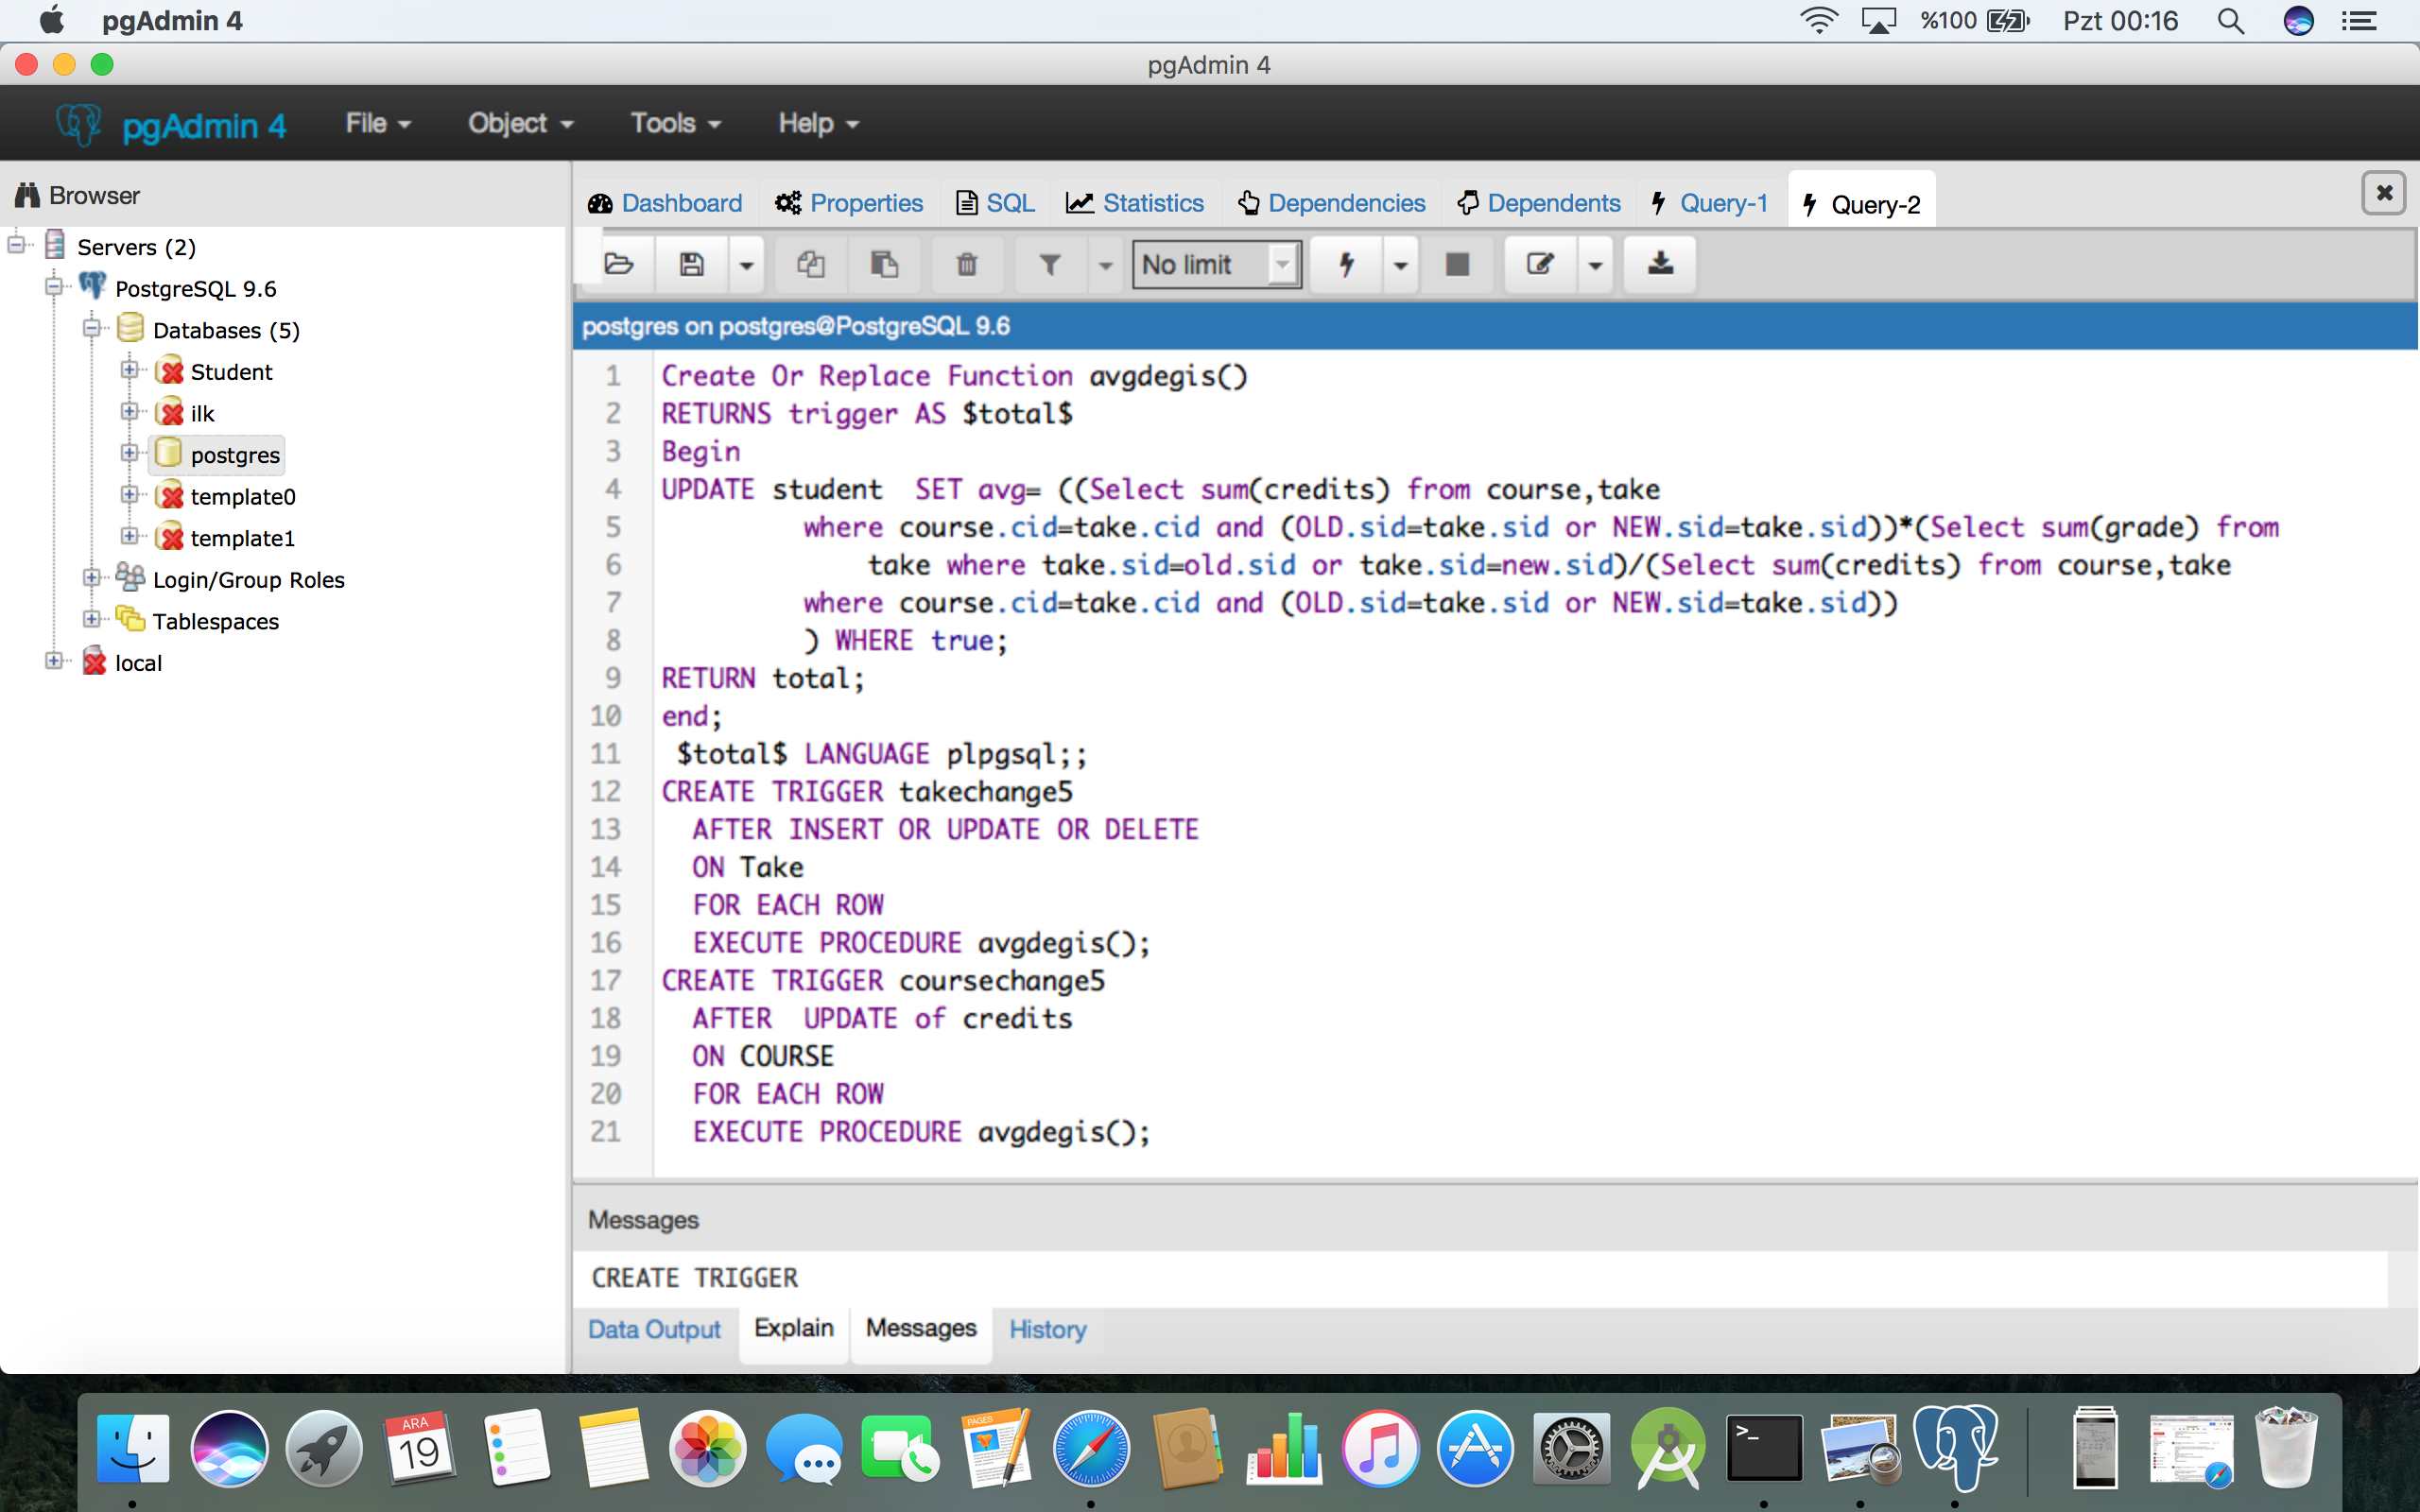 pgAdmin 4
%100
Pzt 00:16
pgAdmin 4
pgAdmin 4
File
Object
Tools
Help
Browser
Servers (2)
PostgreSQL 9.6
Databases (5)
Student
ilk
postgres
template0
template1
Login/Group Roles
Tablespaces
local
Dashboard
Properties
SQL
Statistics
Dependencies
Dependents
Query-1
Query-2
No limit
postgres on postgres@PostgreSQL 9.6
1 Create Or Replace Function avgdegis()
2 RETURNS trigger AS $total$
3 Begin
4 UPDATE student  SET avg= ((Select sum(credits) from course,take
5 where course.cid=take.cid and (OLD.sid=take.sid or NEW.sid=take.sid))*(Select sum(grade) from
6 take where take.sid=old.sid or take.sid=new.sid)/(Select sum(credits) from course,take
7 where course.cid=take.cid and (OLD.sid=take.sid or NEW.sid=take.sid))
8 ) WHERE true;
9 RETURN total;
10 end;
11 $total$ LANGUAGE plpgsql;;
12 CREATE TRIGGER takechange5
13 AFTER INSERT OR UPDATE OR DELETE
14 ON Take
15 FOR EACH ROW
16 EXECUTE PROCEDURE avgdegis();
17 CREATE TRIGGER coursechange5
18 AFTER  UPDATE of credits
19 ON COURSE
20 FOR EACH ROW
21 EXECUTE PROCEDURE avgdegis();
Messages
CREATE TRIGGER
Data Output
Explain
Messages
History
ARA
19
PAGES
>_